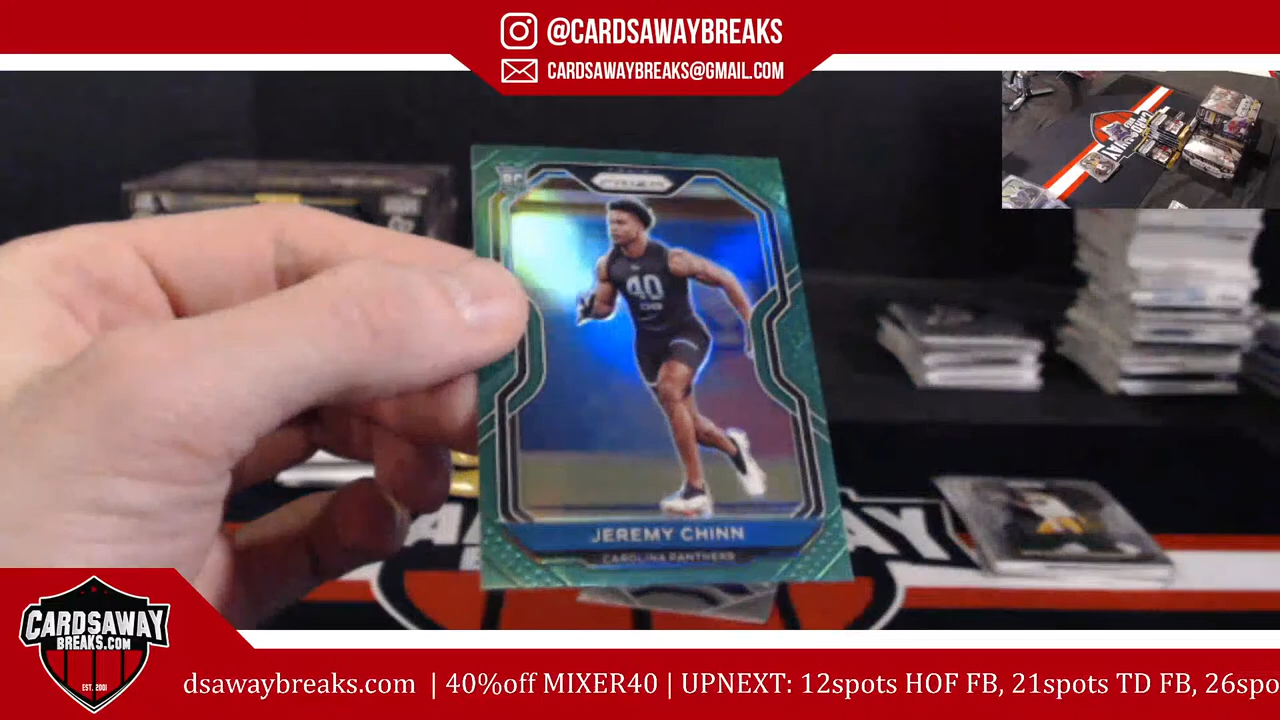 @CARDSAWAYBREAKS
CARDSAWAYBREAKS@GMAIL.COM
RC
PRIZM
40
JEREMY CHINN
CAROLINA PANTHERS
AWAY
CARDSAWAY
BREAKS.COM
EST. 2001
dsawaybreaks.com | 40%off MIXER40 | UPNEXT: 12spots HOF FB, 21spots TD FB, 26spo